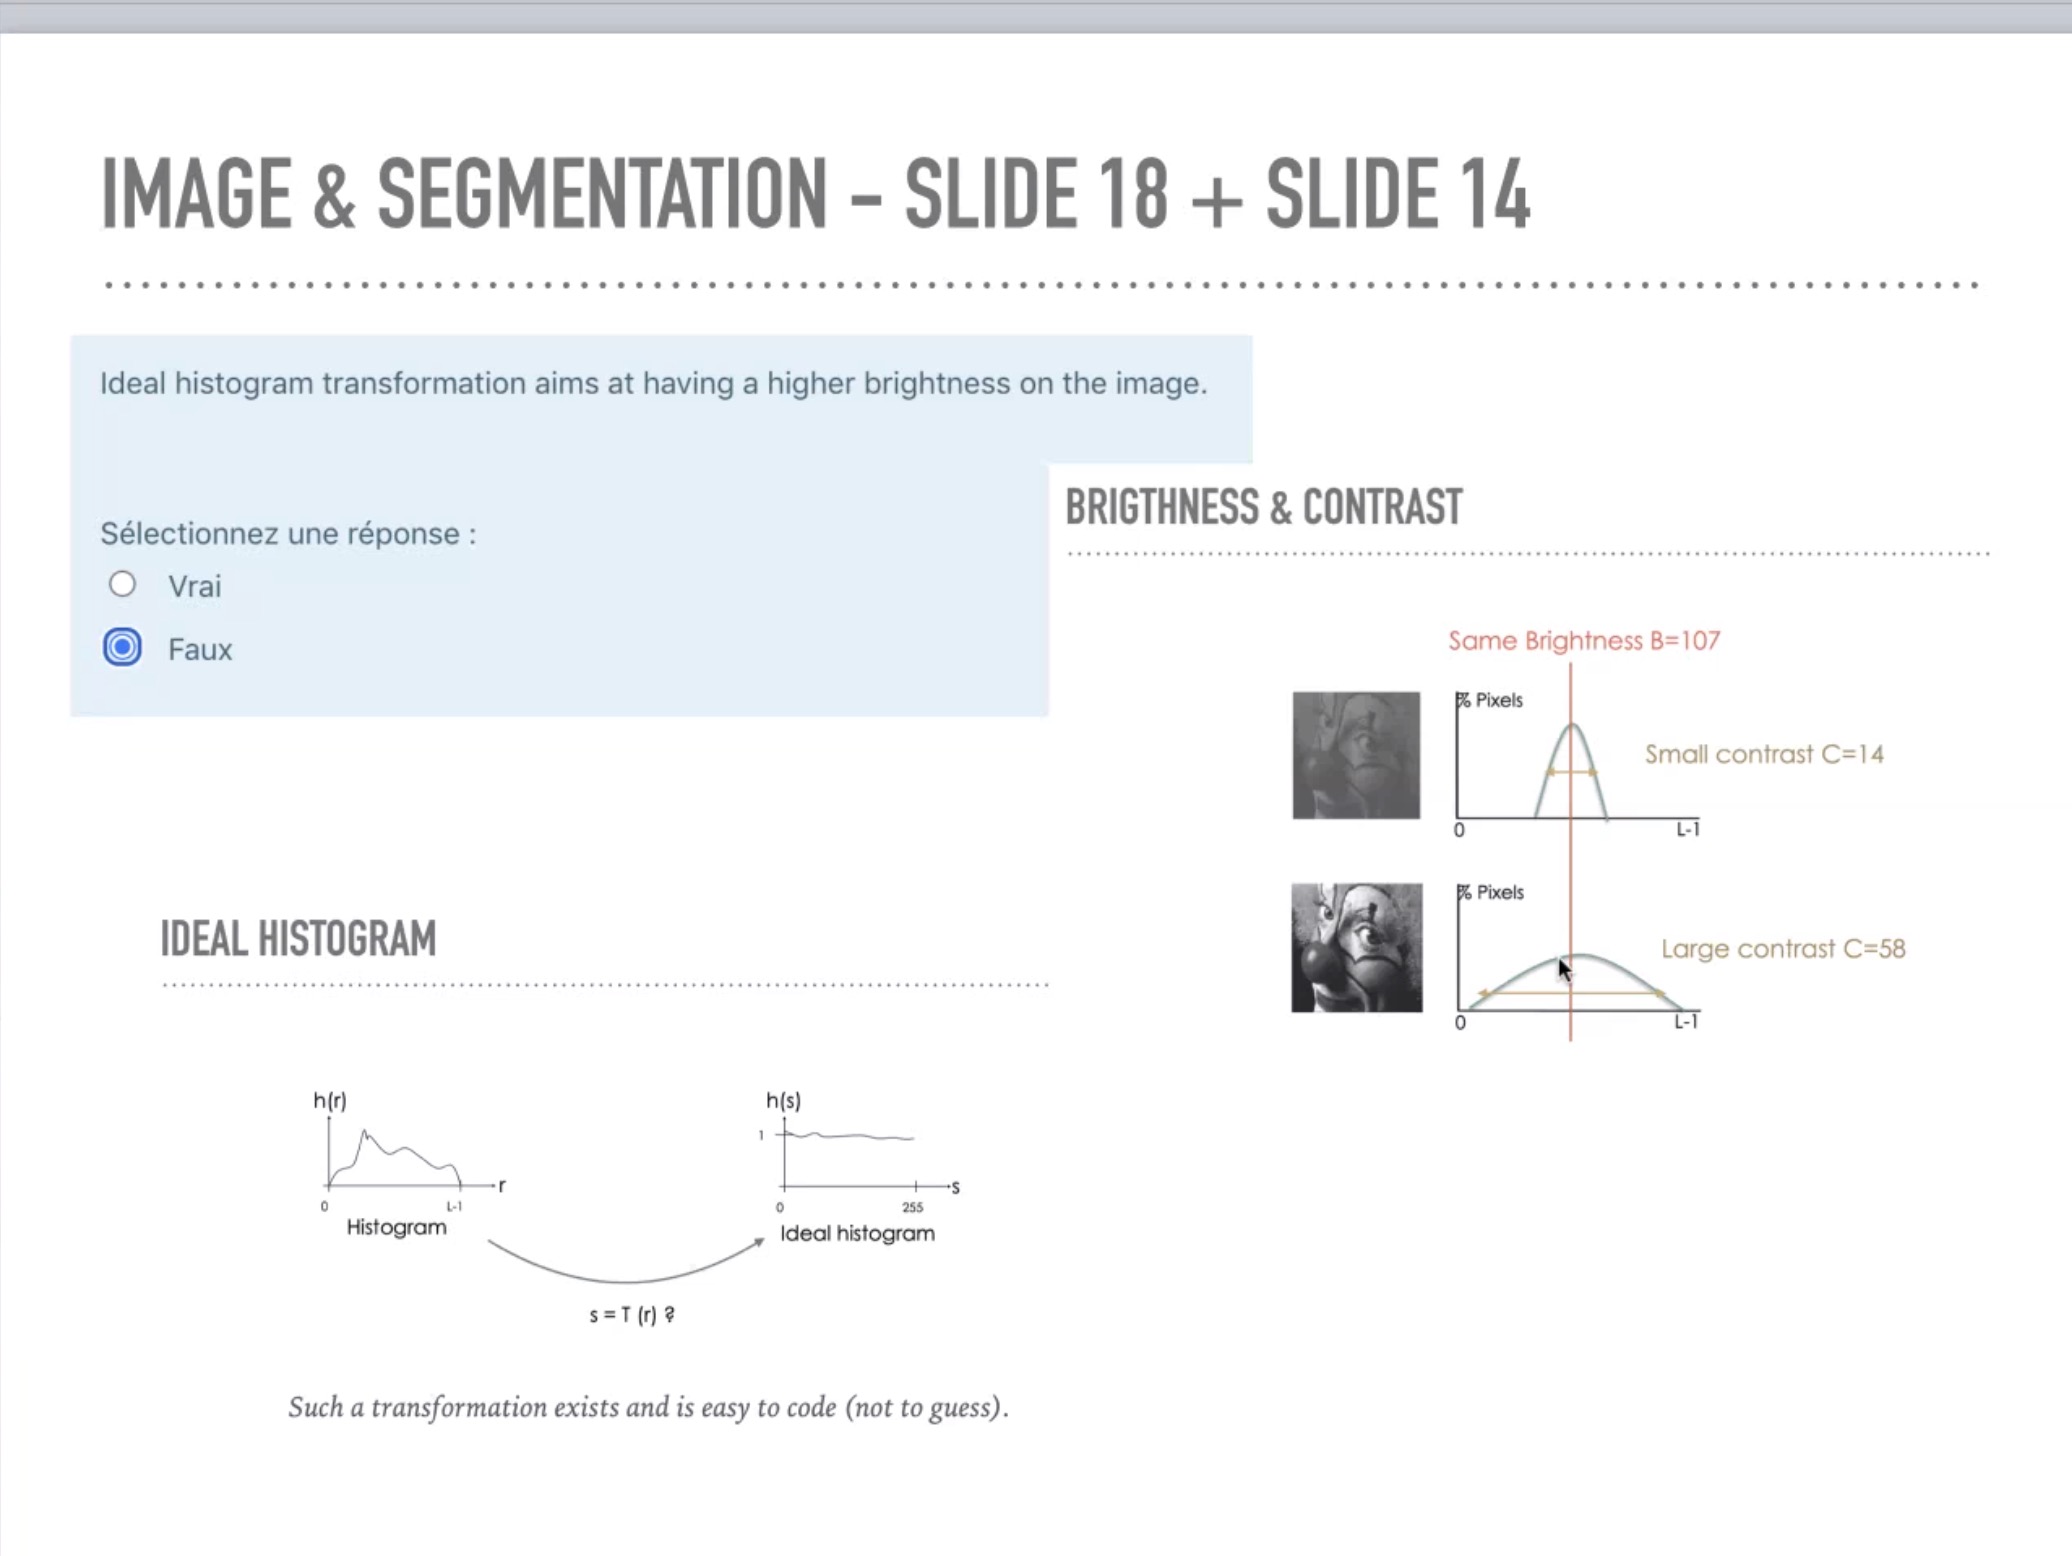 IMAGE & SEGMENTATION - SLIDE 18 + SLIDE 14
Ideal histogram transformation aims at having a higher brightness on the image.
Sélectionnez une réponse :
Vrai
Faux
BRIGTHNESS & CONTRAST
Same Brightness B=107
% Pixels
Small contrast C=14
0
L-1
% Pixels
Large contrast C=58
0
L-1
IDEAL HISTOGRAM
h(r)
r
0
L-1
Histogram
h(s)
1
s
0
255
Ideal histogram
s = T (r) ?
Such a transformation exists and is easy to code (not to guess).